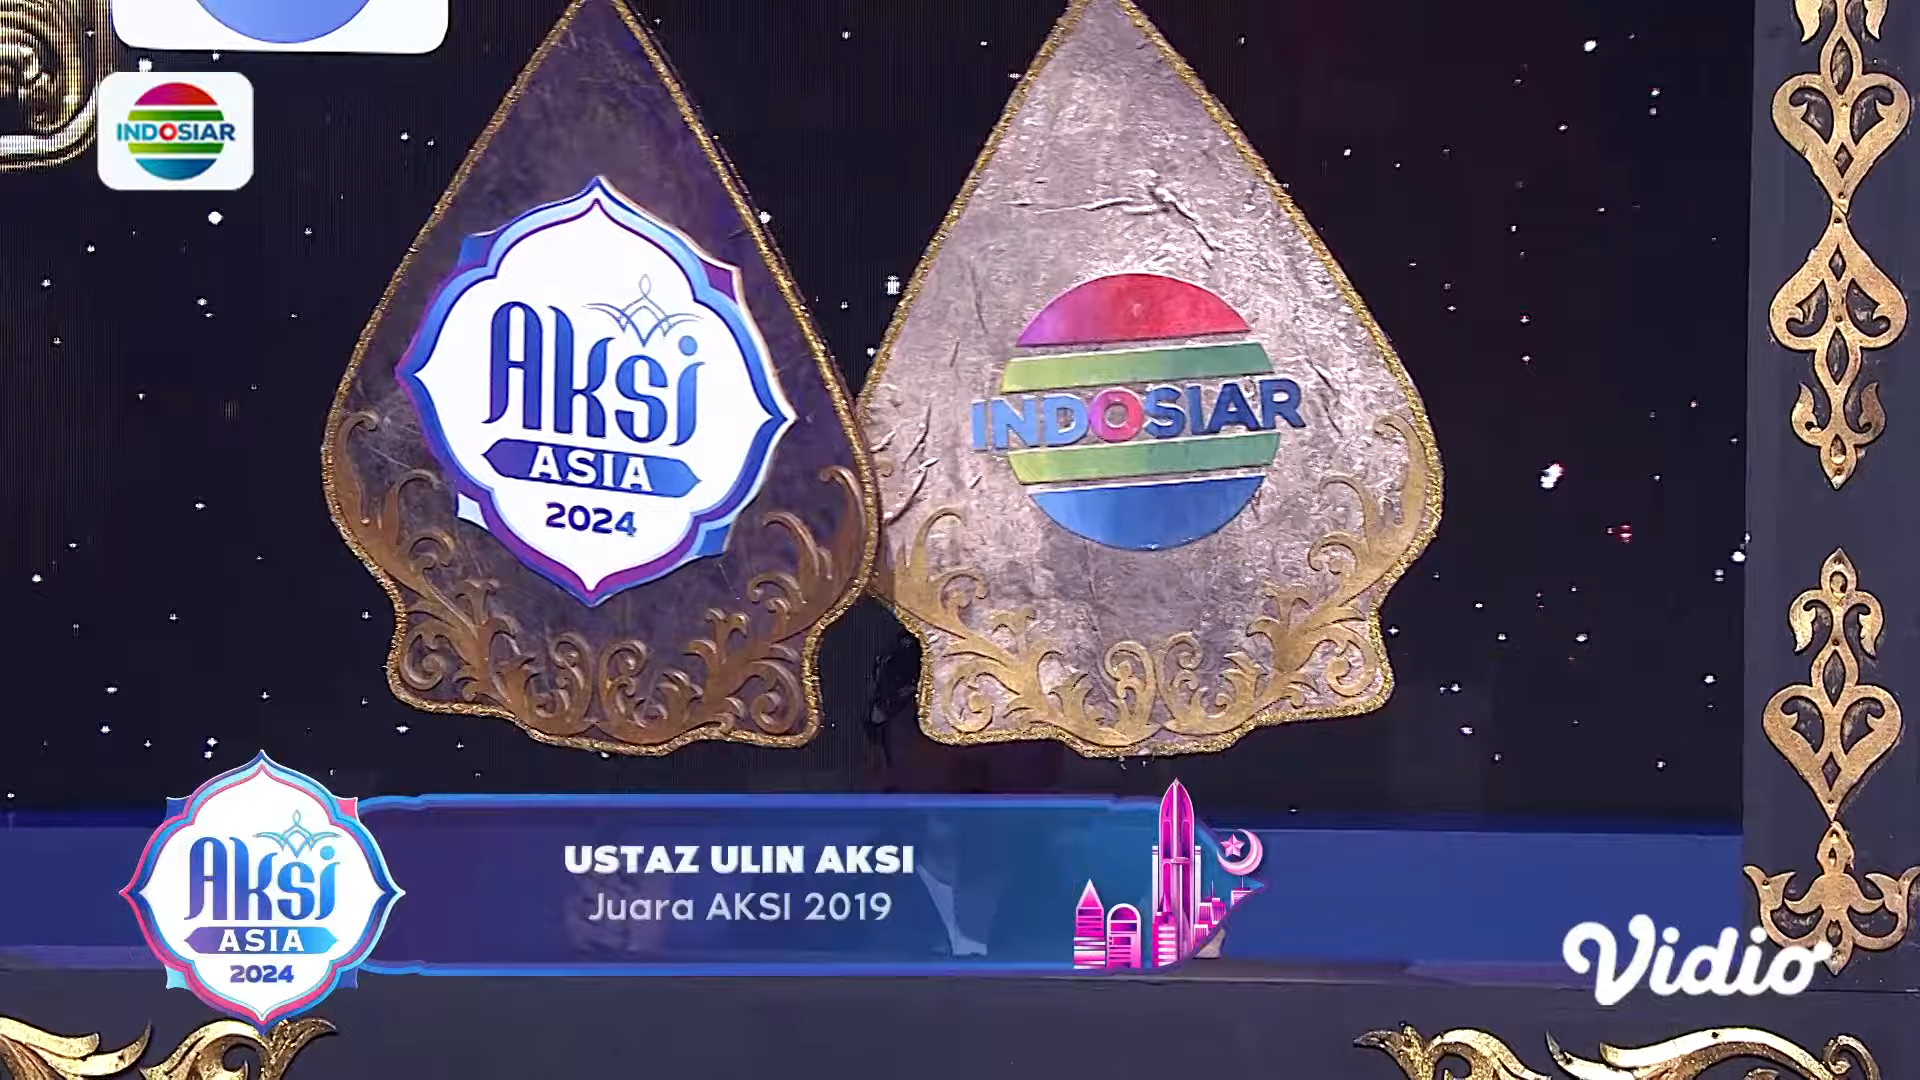 INDOSIAR
AKSI
ASIA
2024
INDOSIAR
USTAZ ULIN AKSI
Juara AKSI 2019
AKSI
ASIA
2024
Vidio